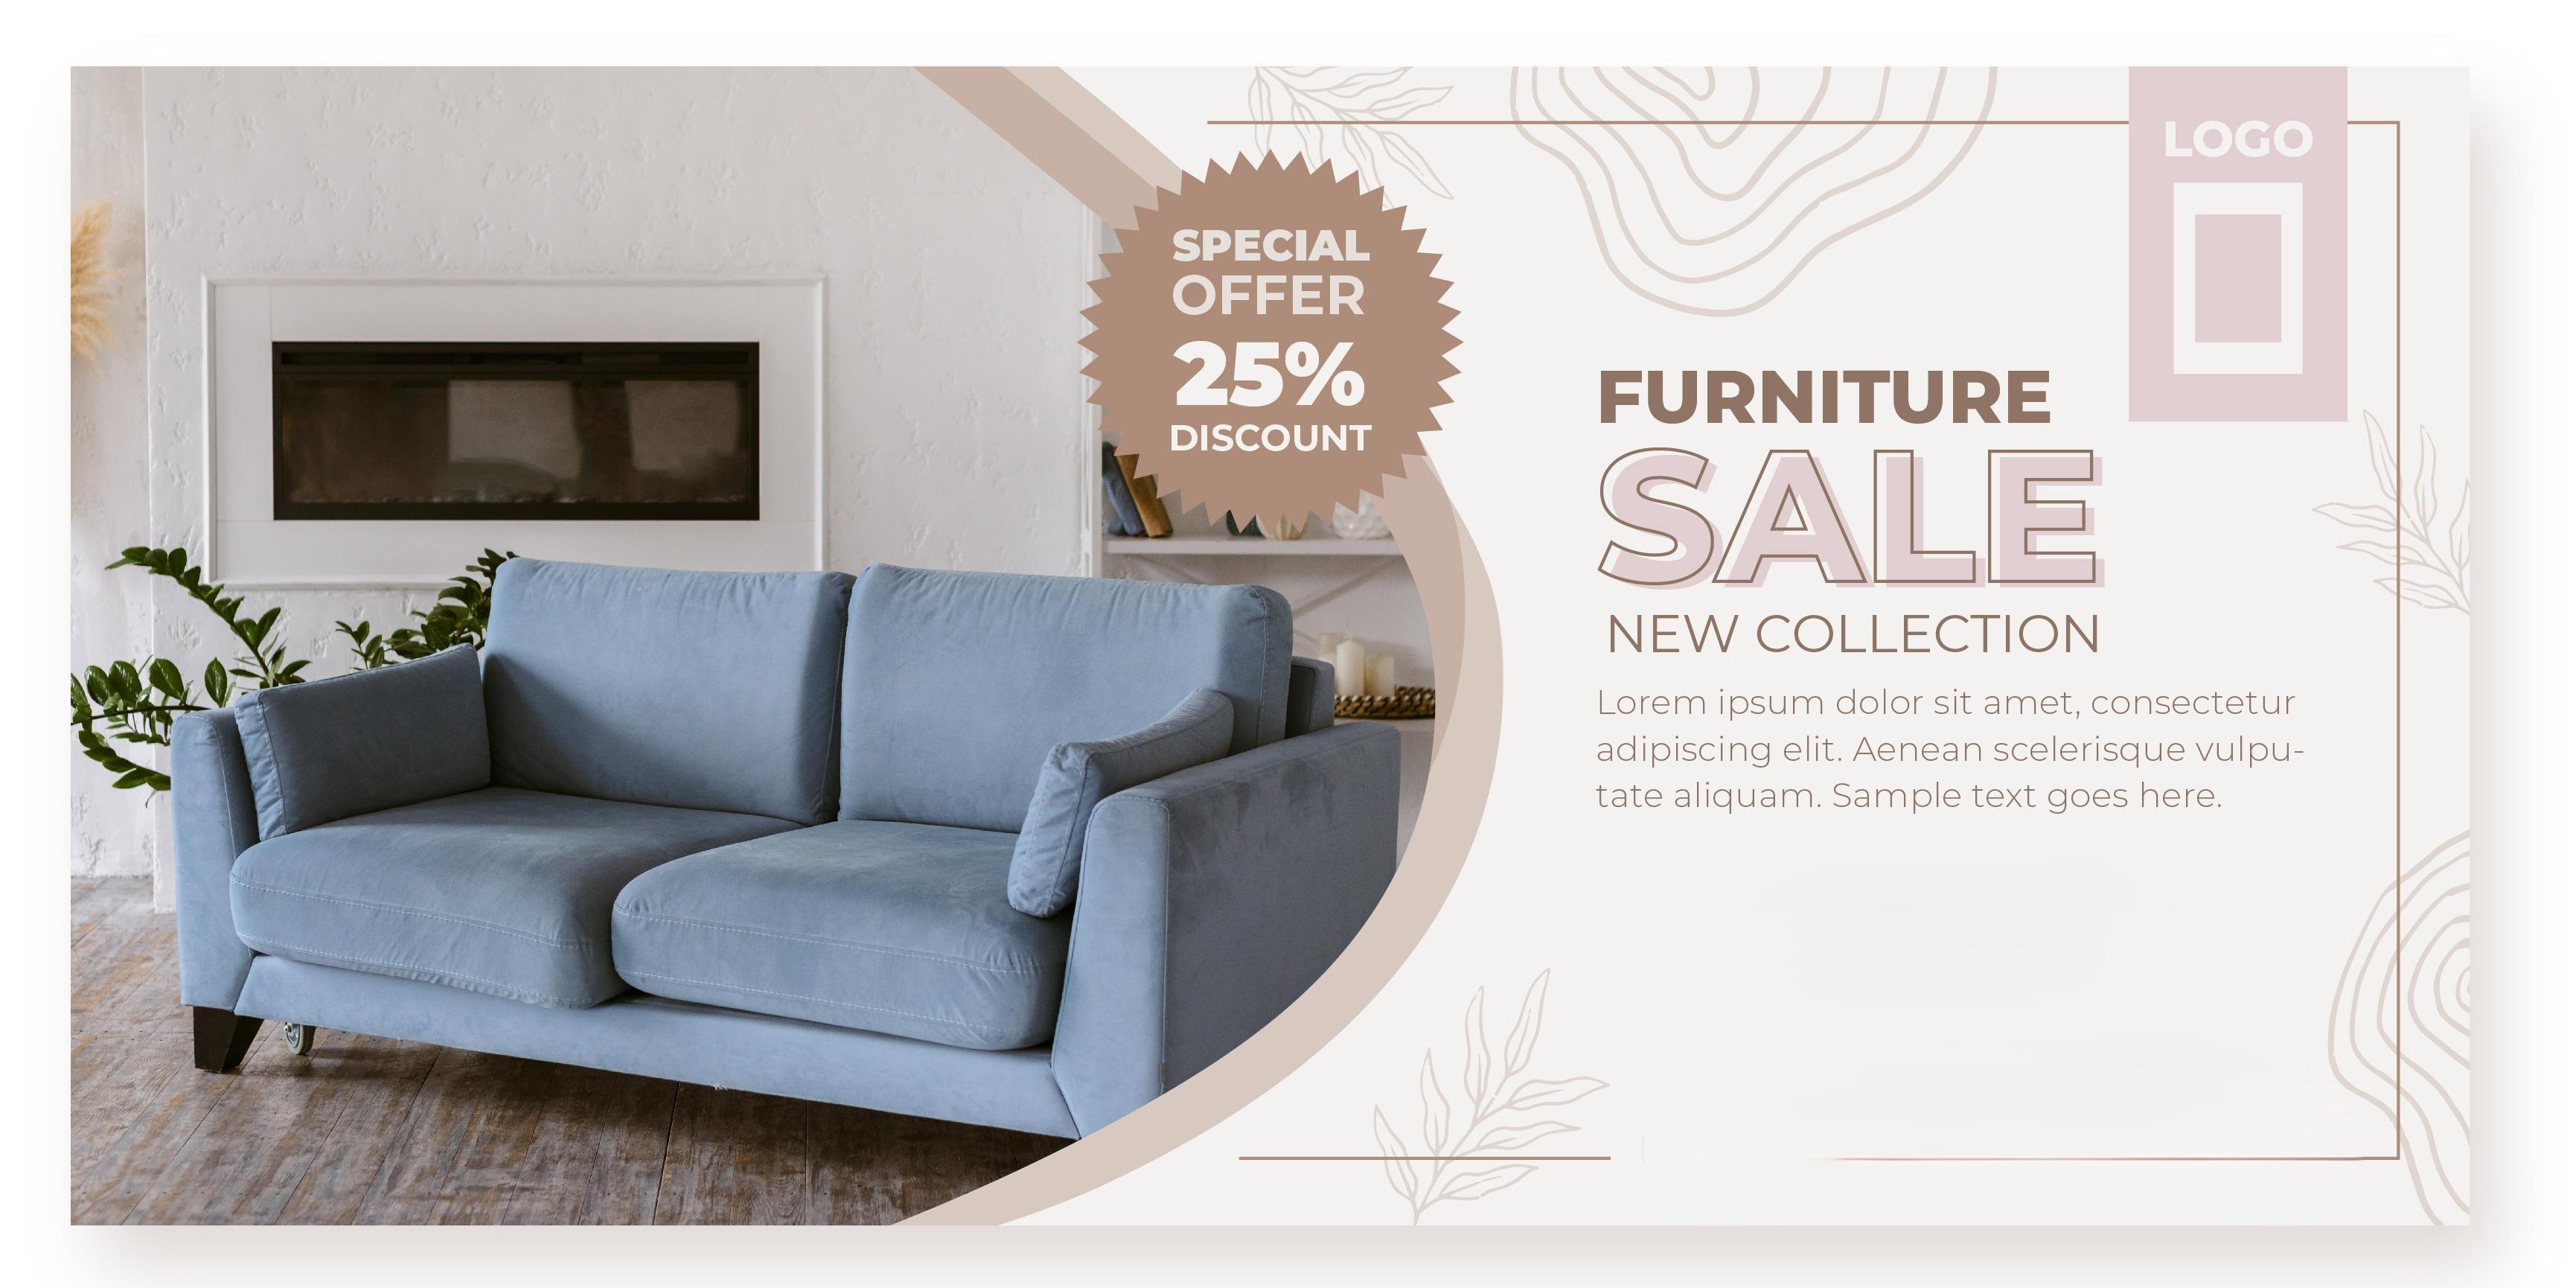 SPECIAL
OFFER
25%
DISCOUNT
LOGO
FURNITURE
SALE
NEW COLLECTION
Lorem ipsum dolor sit amet, consectetur
adipiscing elit. Aenean scelerisque vulpu-
tate aliquam. Sample text goes here.